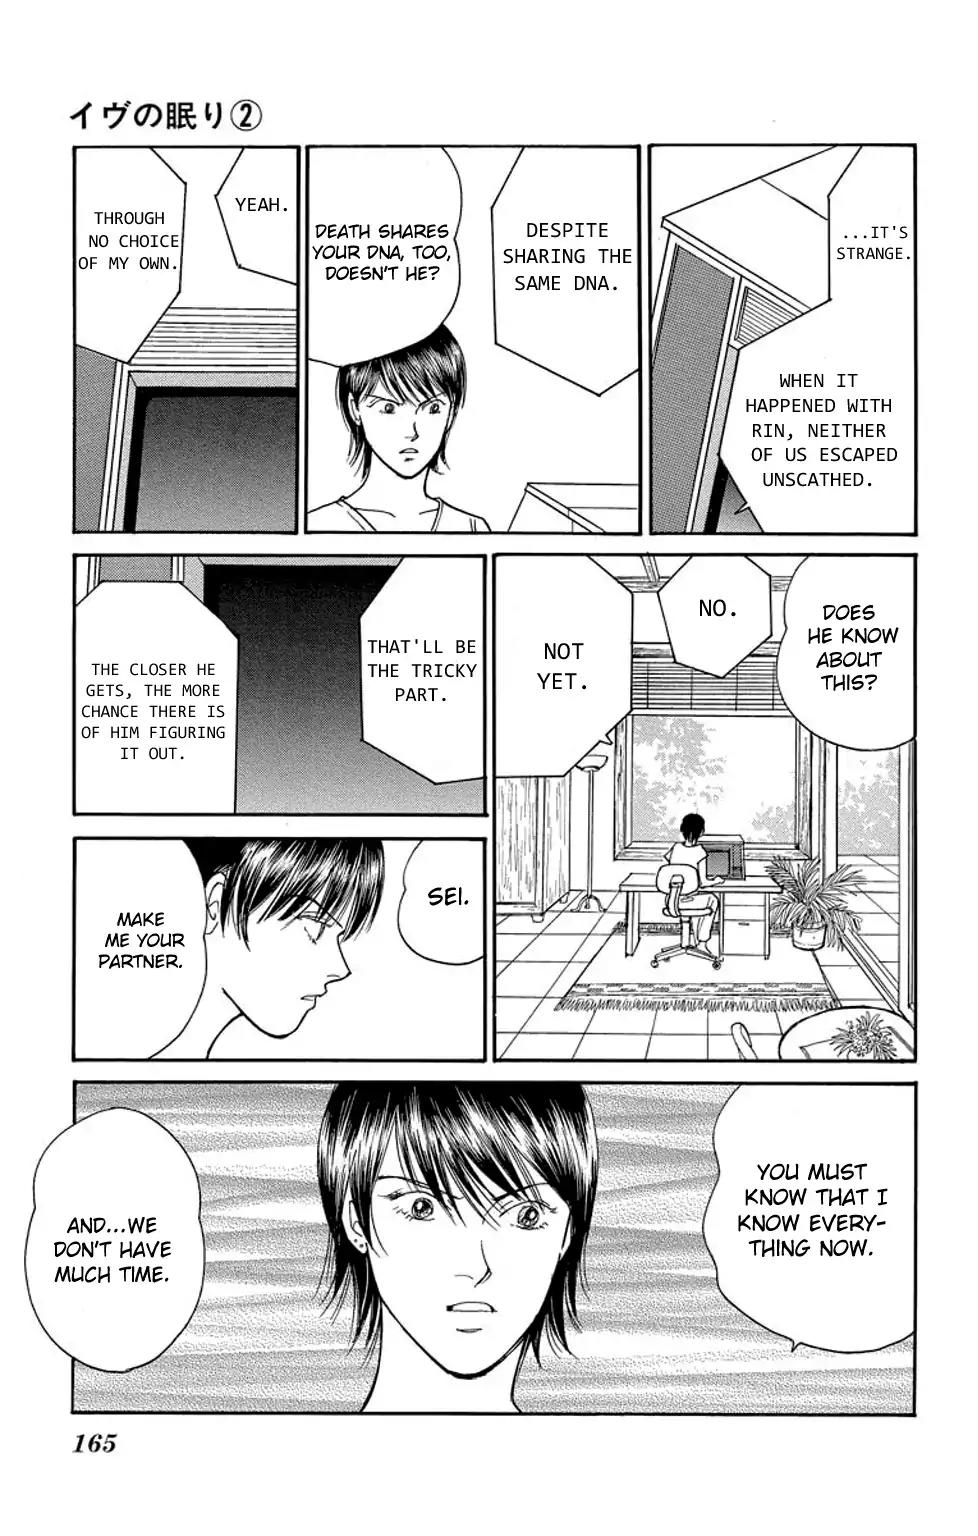 イヴの眠り②
...IT'S
STRANGE.
WHEN IT
HAPPENED WITH
RIN, NEITHER
OF US ESCAPED
UNSCATHED.
DESPITE
SHARING THE
SAME DNA.
DEATH SHARES
YOUR DNA, TOO,
DOESN'T HE?
YEAH.
THROUGH
NO CHOICE
OF MY OWN.
DOES
HE KNOW
ABOUT
THIS?
NO.
NOT
YET.
THAT'LL BE
THE TRICKY
PART.
THE CLOSER HE
GETS, THE MORE
CHANCE THERE IS
OF HIM FIGURING
IT OUT.
SEI.
MAKE
ME YOUR
PARTNER.
YOU MUST
KNOW THAT I
KNOW EVERY-
THING NOW.
AND...WE
DON'T HAVE
MUCH TIME.
165